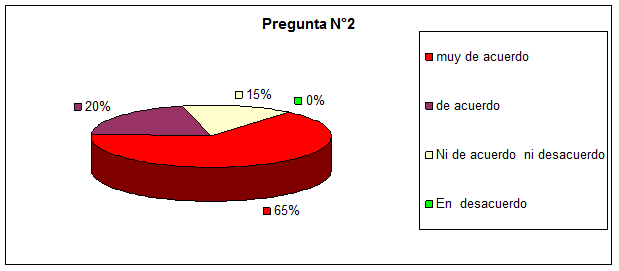 Pregunta N°2
15%
0%
20%
65%
muy de acuerdo
de acuerdo
Ni de acuerdo  ni desacuerdo
En  desacuerdo